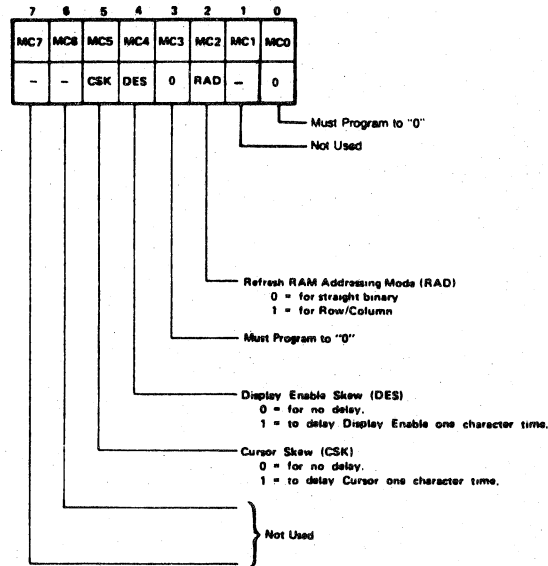 7 6 5 4 3 2 1 0
MC7 MC6 MC5 MC4 MC3 MC2 MC1 MC0
– – CSK DES 0 RAD – 0
Must Program to "0"
Not Used
Refresh RAM Addressing Mode (RAD)
0 = for straight binary
1 = for Row/Column
Must Program to "0"
Display Enable Skew (DES)
0 = for no delay.
1 = to delay Display Enable one character time.
Cursor Skew (CSK)
0 = for no delay.
1 = to delay Cursor one character time.
Not Used